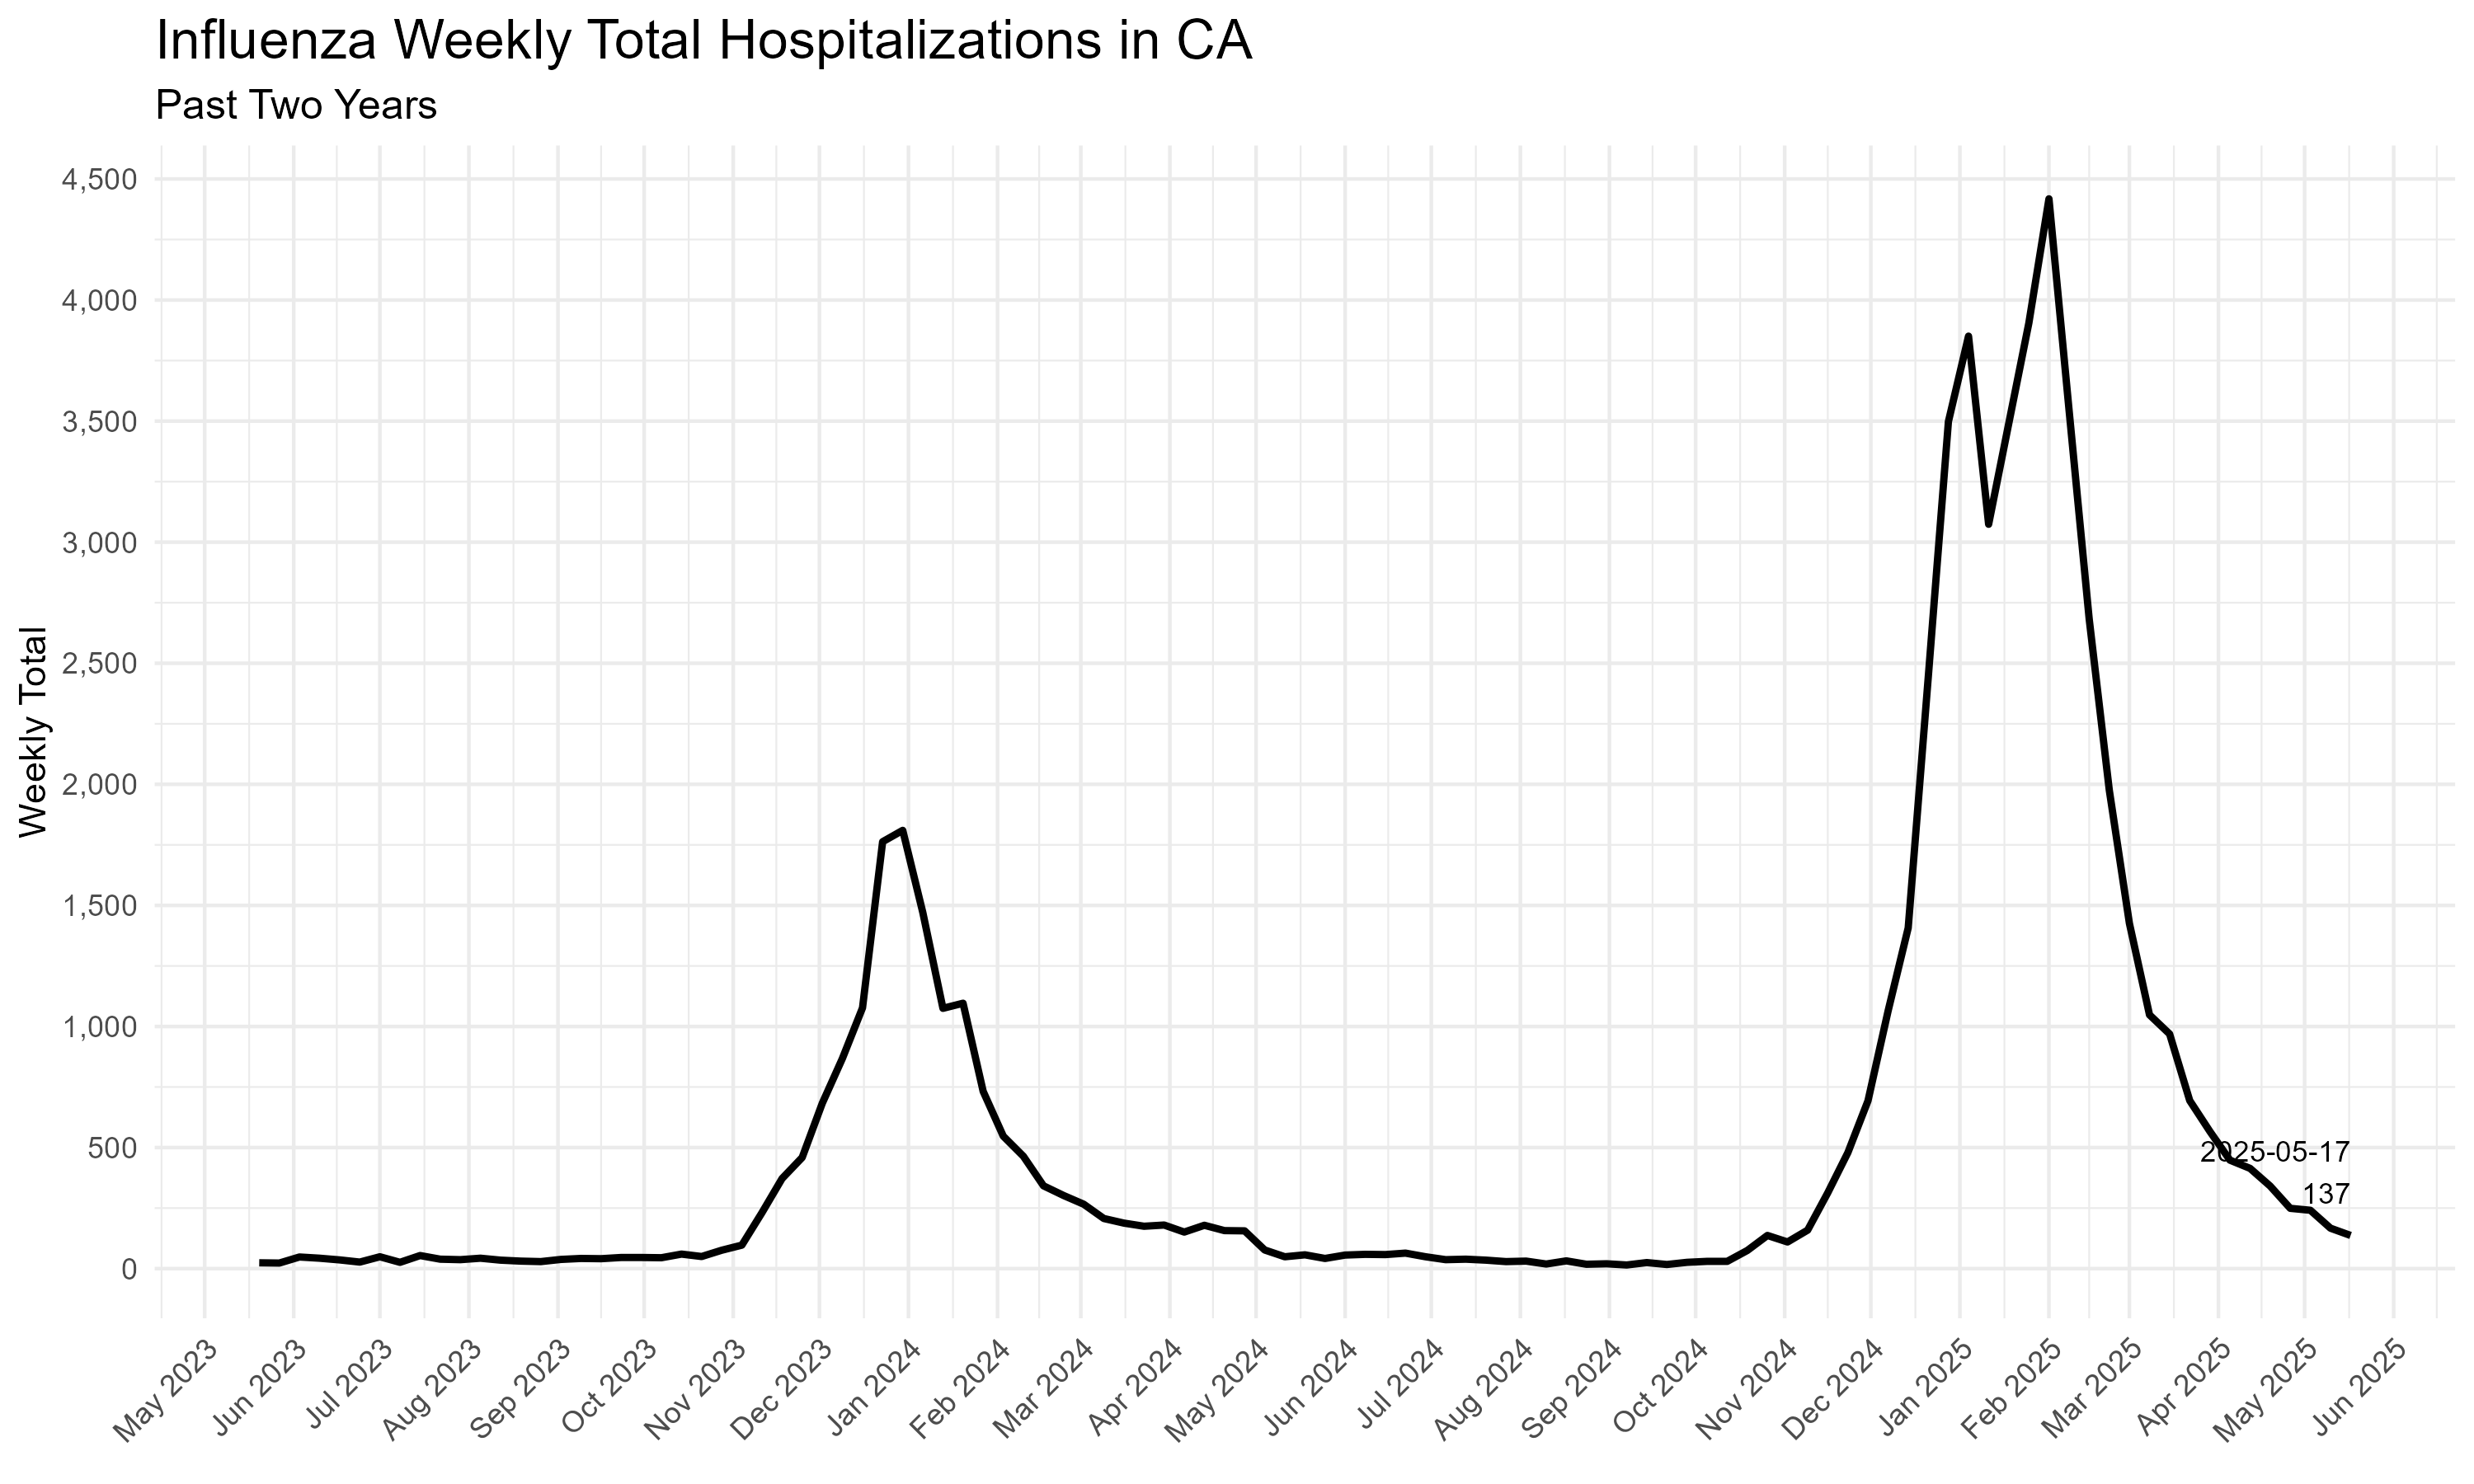 Influenza Weekly Total Hospitalizations in CA
Past Two Years
Weekly Total
4,500
4,000
3,500
3,000
2,500
2,000
1,500
1,000
500
0
2025-05-17
137
May 2023
Jun 2023
Jul 2023
Aug 2023
Sep 2023
Oct 2023
Nov 2023
Dec 2023
Jan 2024
Feb 2024
Mar 2024
Apr 2024
May 2024
Jun 2024
Jul 2024
Aug 2024
Sep 2024
Oct 2024
Nov 2024
Dec 2024
Jan 2025
Feb 2025
Mar 2025
Apr 2025
May 2025
Jun 2025